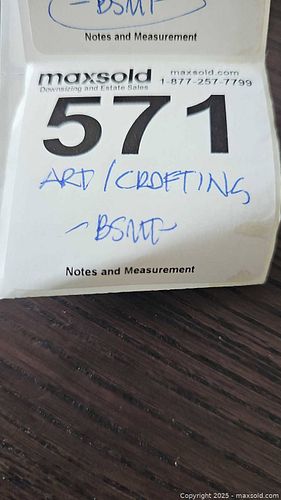 -BSMT
Notes and Measurement
maxsold maxsold.com
Downsizing and Estate Sales 1-877-257-7799
571
ART/CRAFTING
-BSMT-
Notes and Measurement
Copyright 2025 - maxsold.com